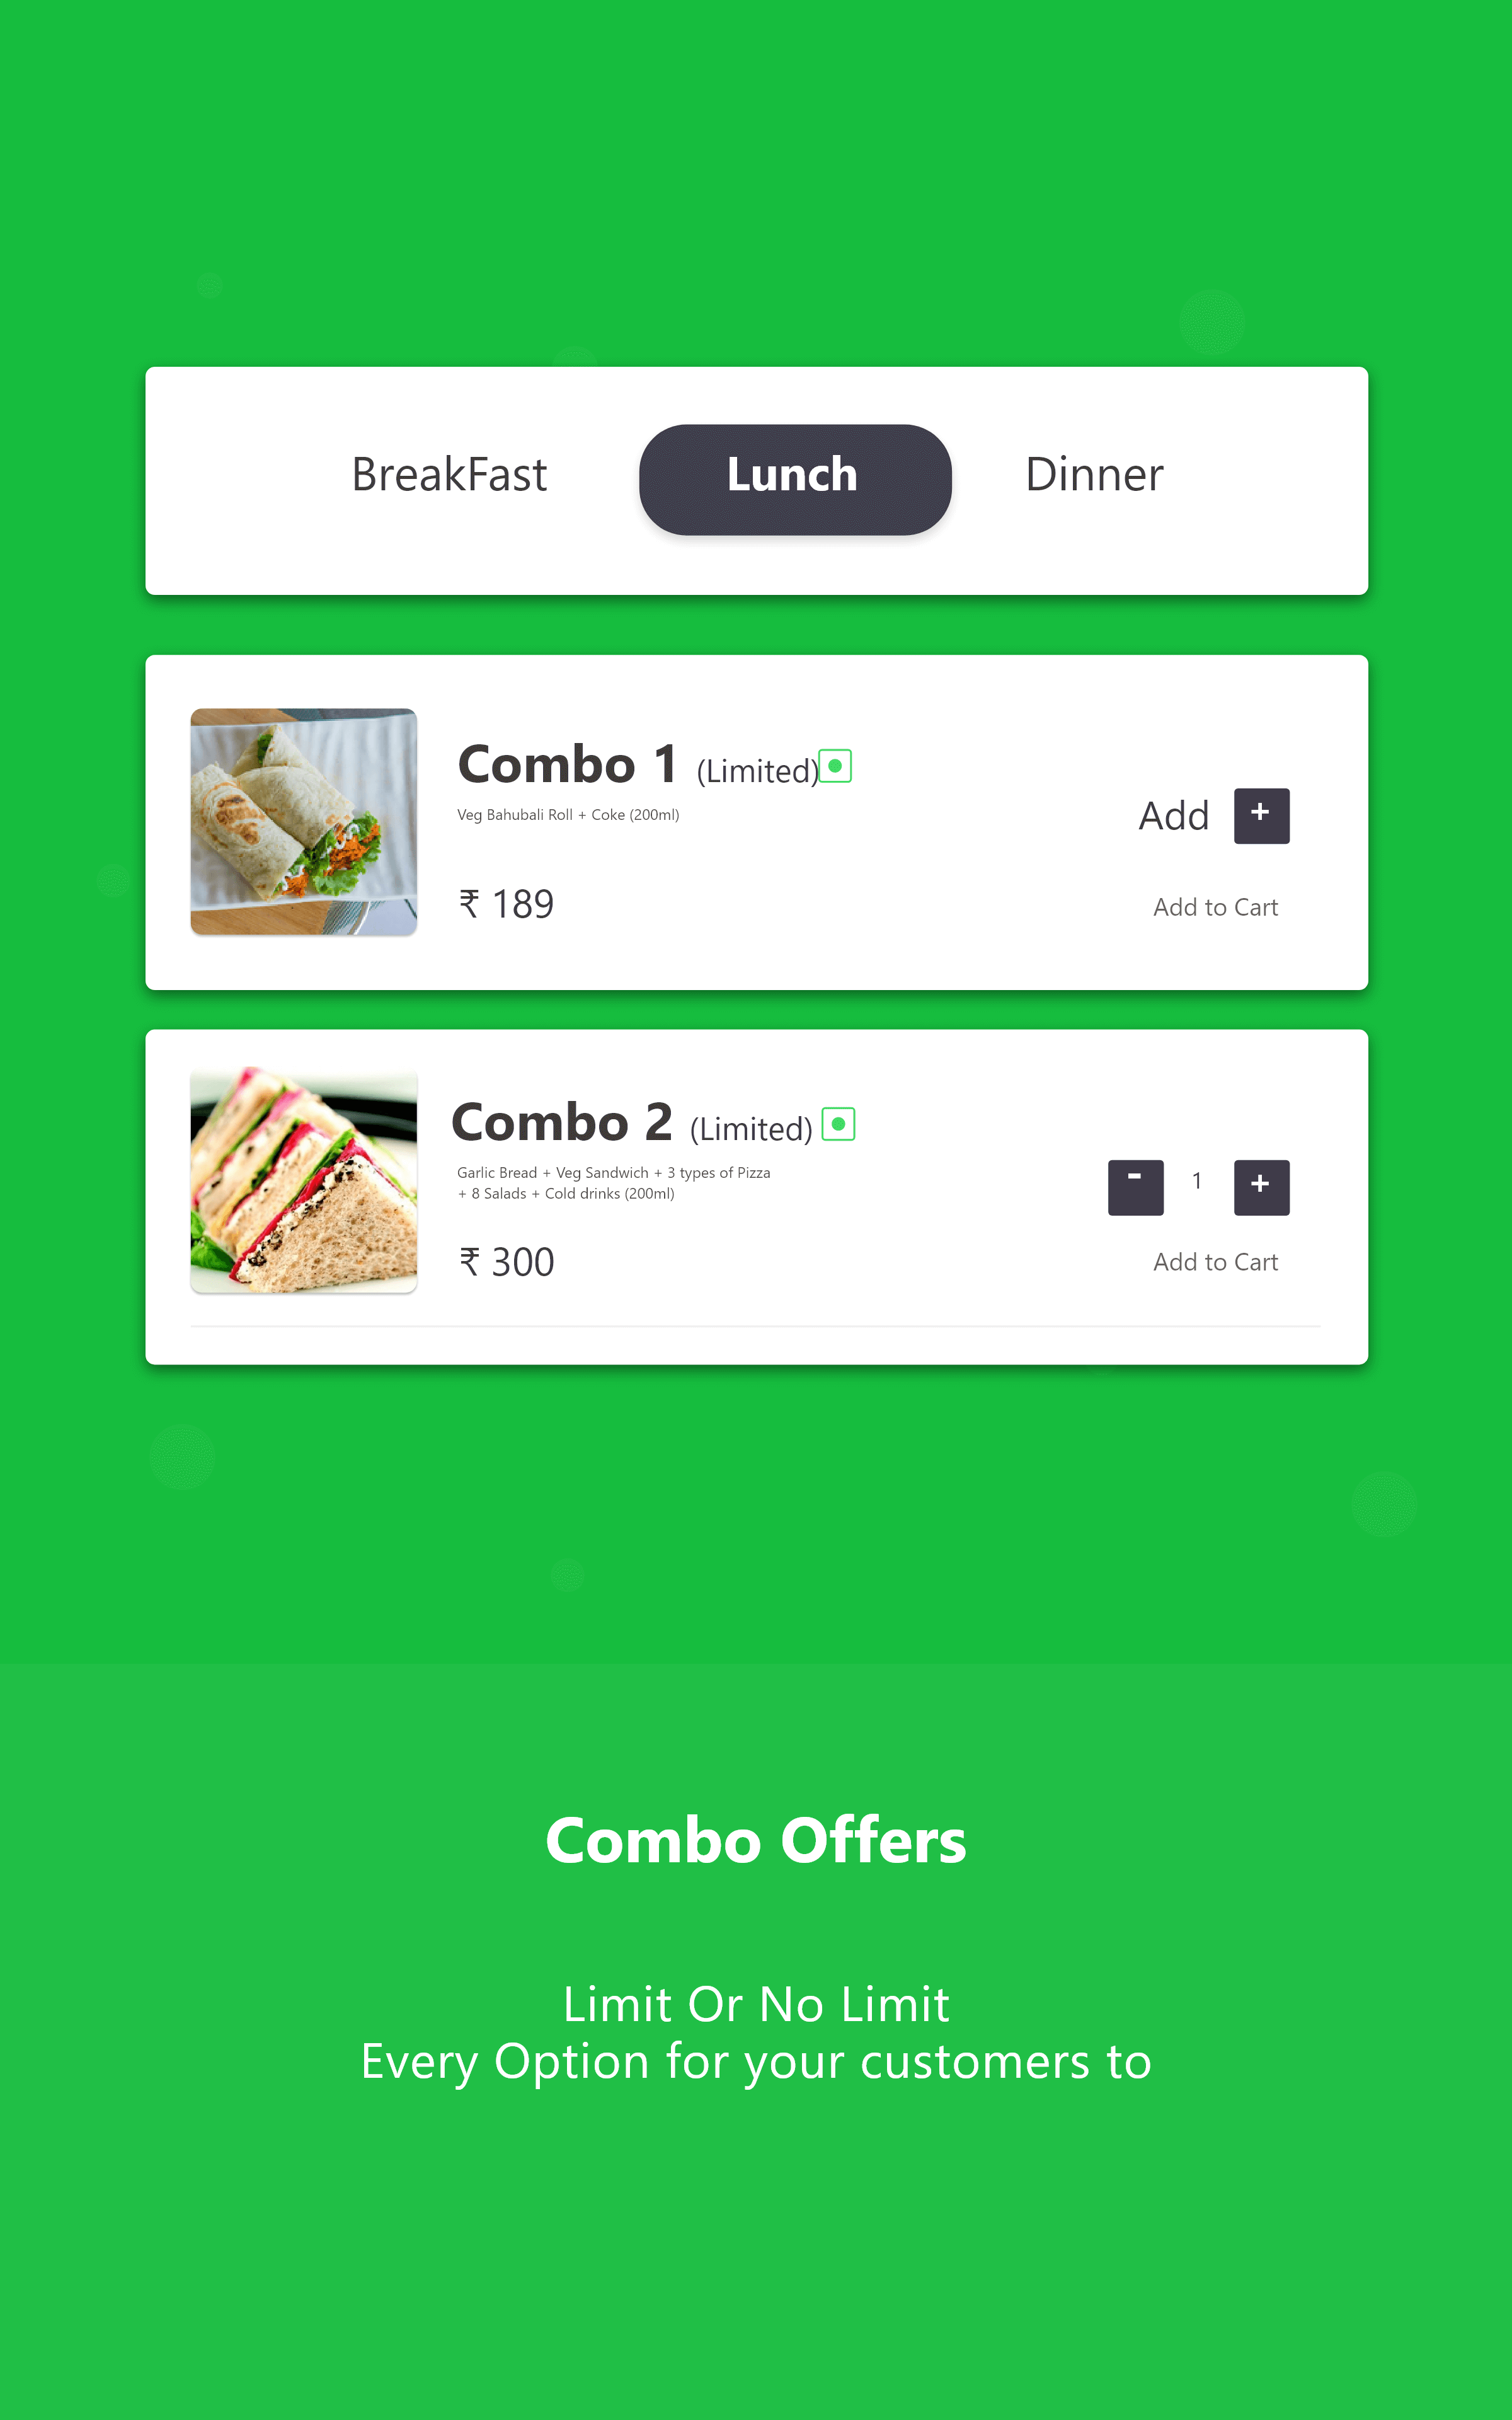 BreakFast
Lunch
Dinner
Combo 1 (Limited)
Veg Bahubali Roll + Coke (200ml)
₹ 189
Add +
Add to Cart
Combo 2 (Limited)
Garlic Bread + Veg Sandwich + 3 types of Pizza
+ 8 Salads + Cold drinks (200ml)
₹ 300
- 1 +
Add to Cart
Combo Offers
Limit Or No Limit
Every Option for your customers to